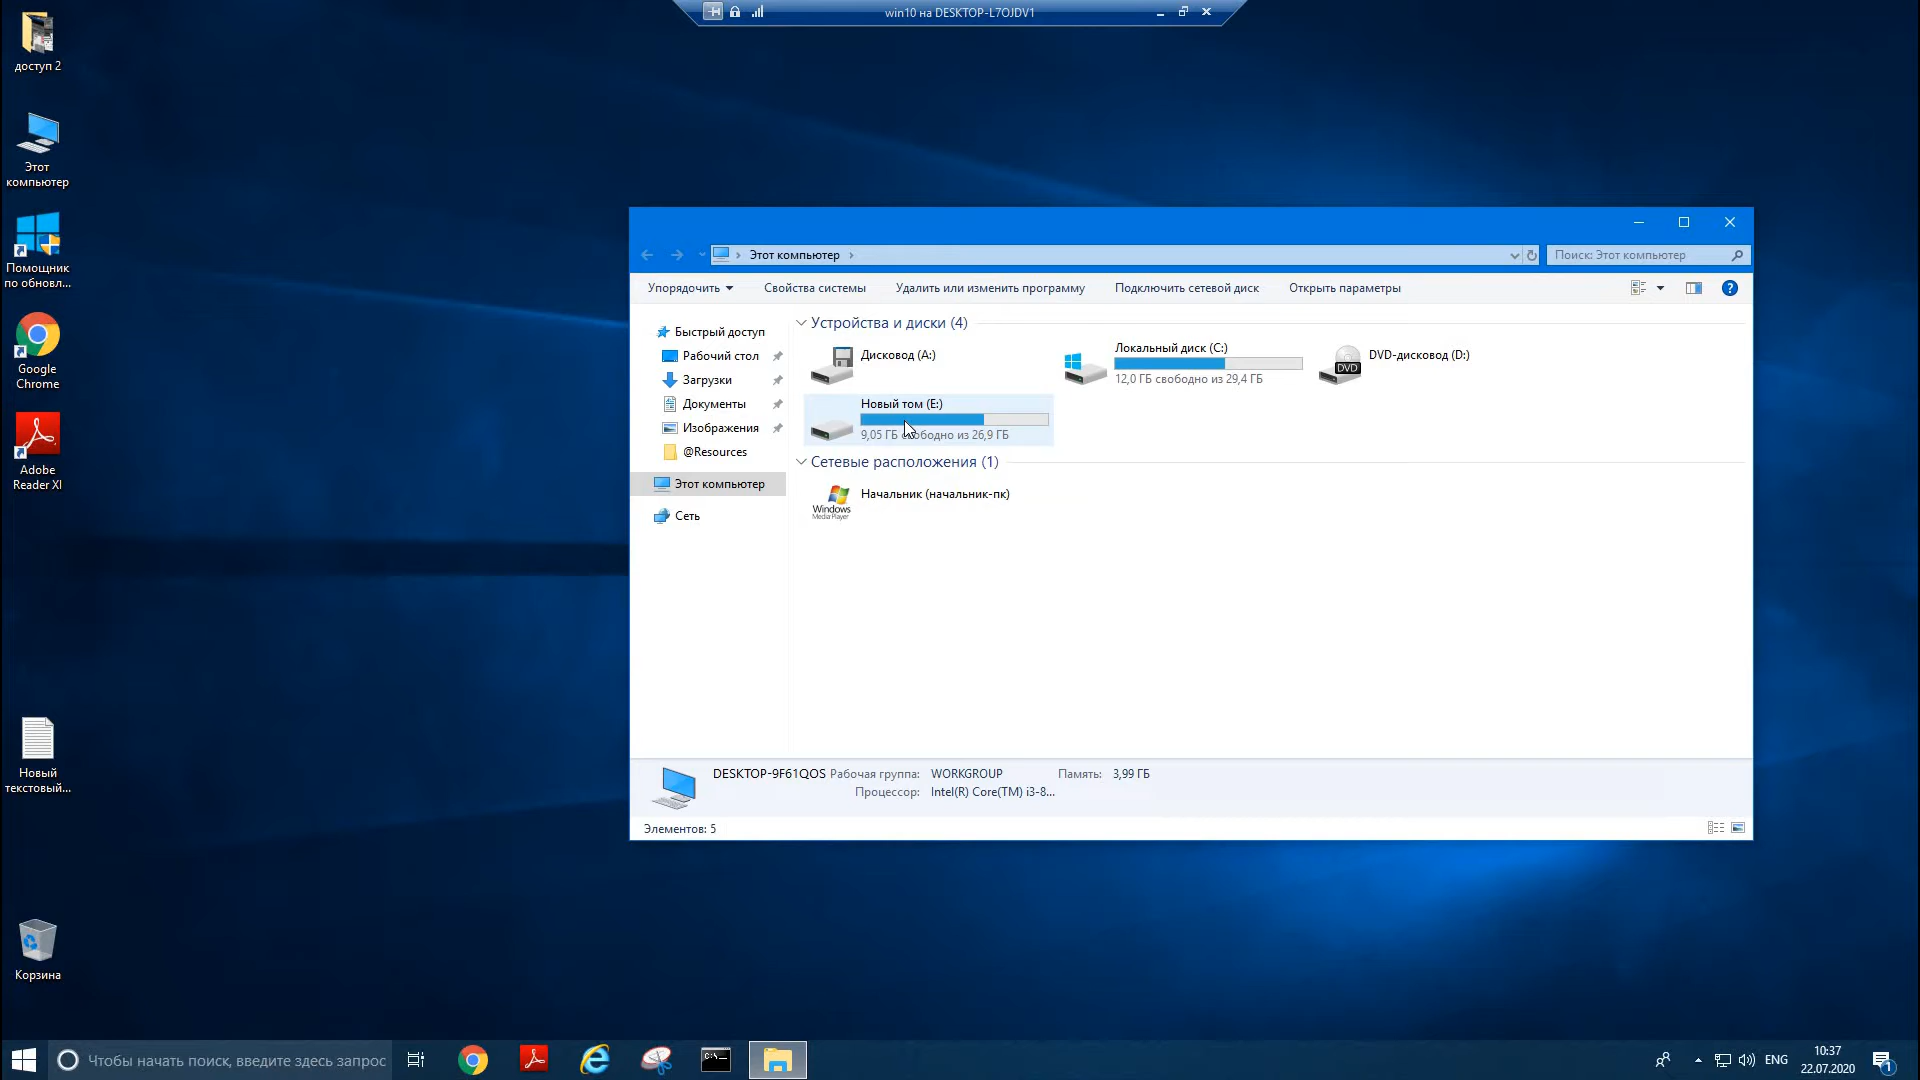 win10 на DESKTOP-L7OJDV1
доступ 2
Этот
компьютер
Помощник
по обновл...
Google
Chrome
Adobe
Reader XI
Новый
текстовый...
Корзина
Этот компьютер
Поиск: Этот компьютер
Упорядочить
Свойства системы
Удалить или изменить программу
Подключить сетевой диск
Открыть параметры
Быстрый доступ
Рабочий стол
Загрузки
Документы
Изображения
@Resources
Этот компьютер
Сеть
Устройства и диски (4)
Дисковод (A:)
Локальный диск (C:)
12,0 ГБ свободно из 29,4 ГБ
DVD
DVD-дисковод (D:)
Новый том (E:)
9,05 ГБ свободно из 26,9 ГБ
Сетевые расположения (1)
Windows
Media Player
Начальник (начальник-пк)
DESKTOP-9F61QOS Рабочая группа: WORKGROUP Память: 3,99 ГБ
Процессор: Intel(R) Core(TM) i3-8...
Элементов: 5
Чтобы начать поиск, введите здесь запрос
C:\
ENG
10:37
22.07.2020
1